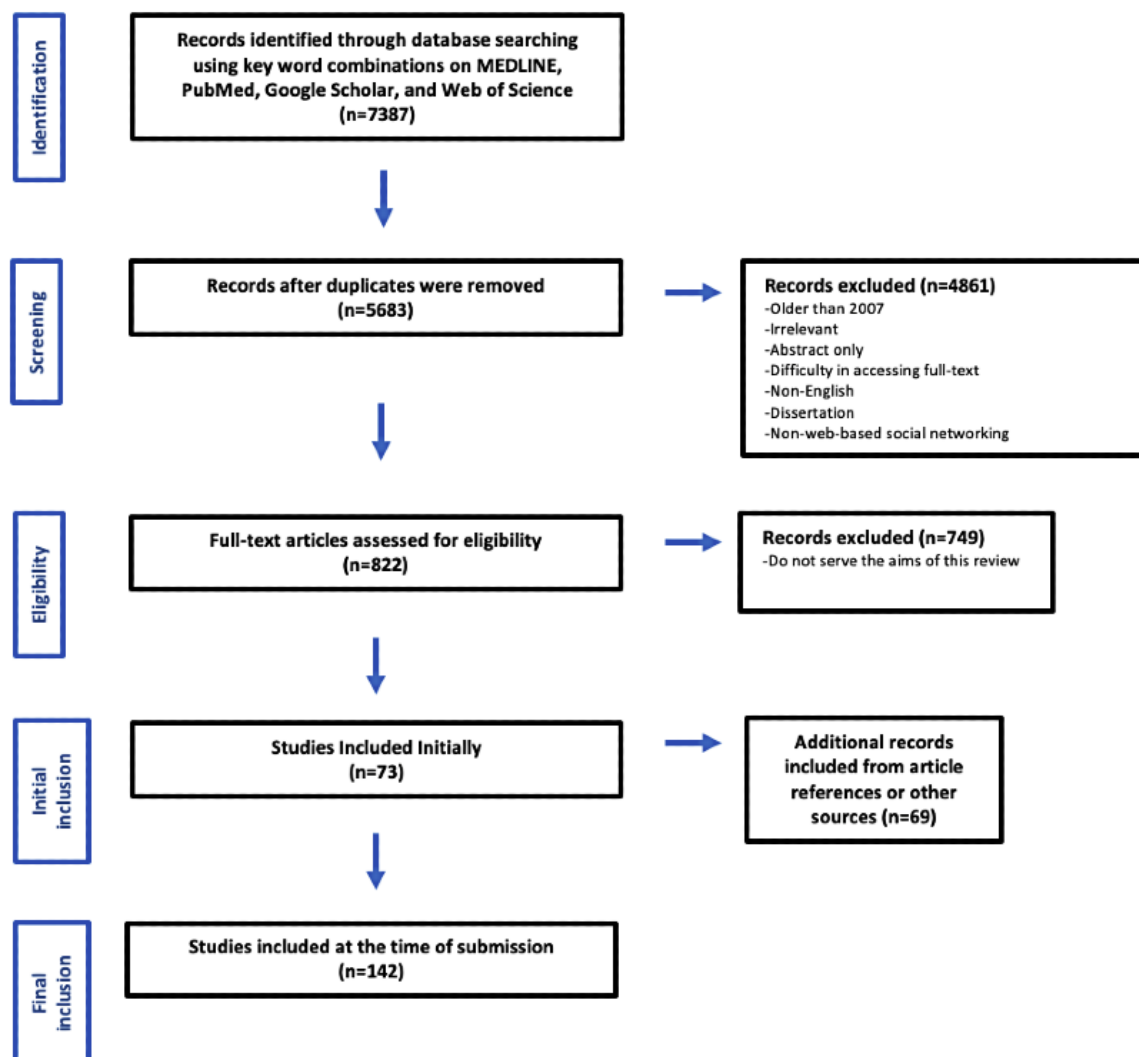 Identification
Records identified through database searching
using key word combinations on MEDLINE,
PubMed, Google Scholar, and Web of Science
(n=7387)
Screening
Records after duplicates were removed
(n=5683)
Records excluded (n=4861)
-Older than 2007
-Irrelevant
-Abstract only
-Difficulty in accessing full-text
-Non-English
-Dissertation
-Non-web-based social networking
Eligibility
Full-text articles assessed for eligibility
(n=822)
Records excluded (n=749)
-Do not serve the aims of this review
Initial
inclusion
Studies Included Initially
(n=73)
Additional records
included from article
references or other
sources (n=69)
Final
inclusion
Studies included at the time of submission
(n=142)